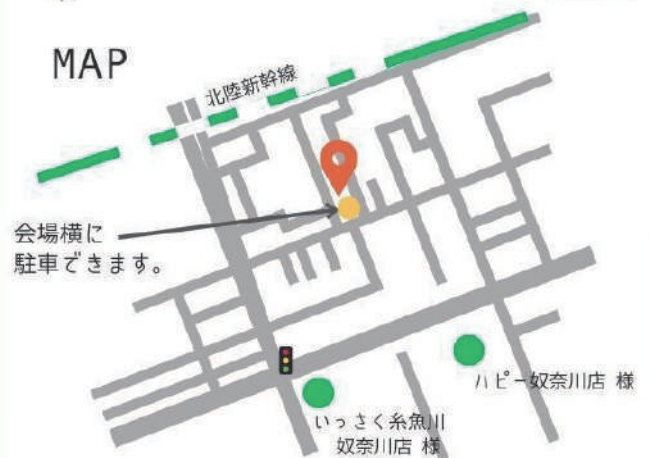 MAP
北陸新幹線
会場横に
駐車できます。
ハピー奴奈川店 様
いっさく糸魚川
奴奈川店 様